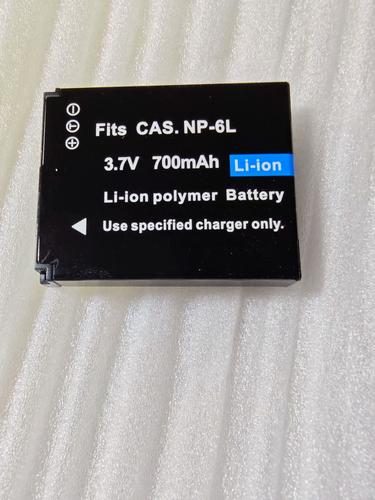 Fits CAS. NP-6L
3.7V 700mAh Li-ion
Li-ion polymer Battery
Use specified charger only.